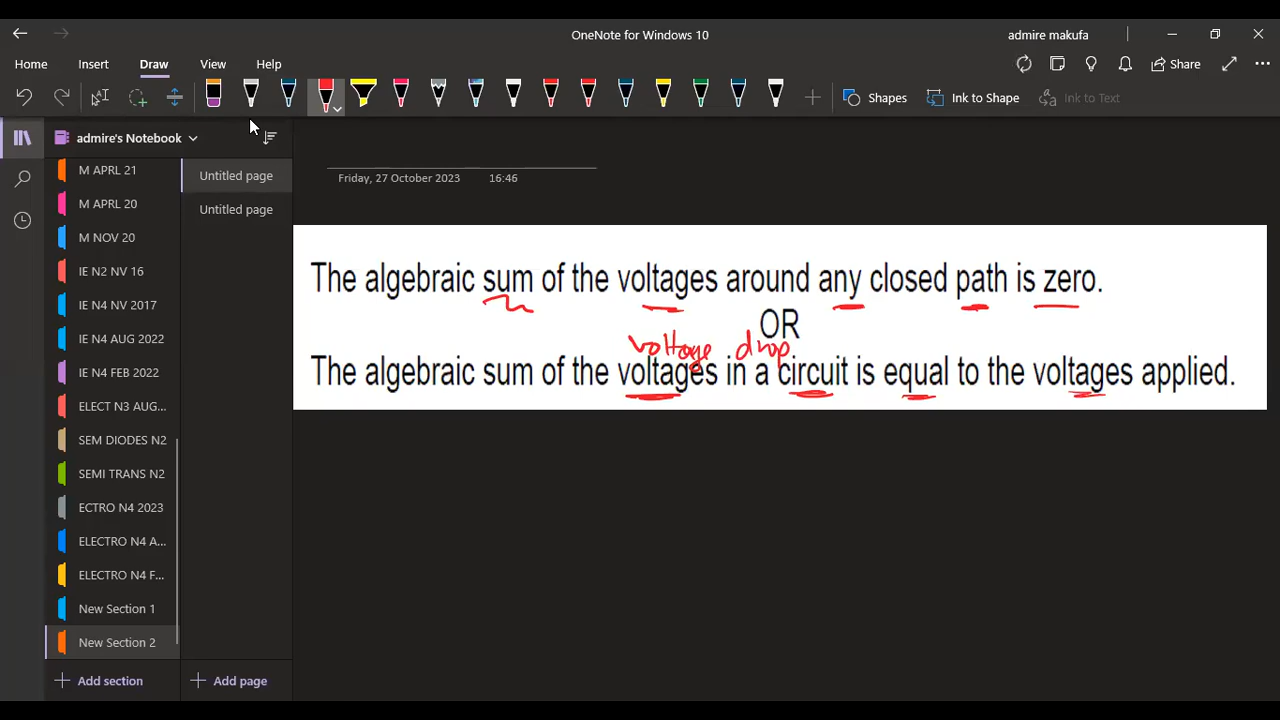 OneNote for Windows 10
admire makufa
Home Insert Draw View Help
Share
Shapes
Ink to Shape
Ink to Text
admire's Notebook
M APRL 21
M APRL 20
M NOV 20
IE N2 NV 16
IE N4 NV 2017
IE N4 AUG 2022
IE N4 FEB 2022
ELECT N3 AUG...
SEM DIODES N2
SEMI TRANS N2
ECTRO N4 2023
ELECTRO N4 A...
ELECTRO N4 F...
New Section 1
New Section 2
Add section
Untitled page
Untitled page
Add page
Friday, 27 October 2023 16:46
The algebraic sum of the voltages around any closed path is zero.
OR
voltage drop
The algebraic sum of the voltages in a circuit is equal to the voltages applied.